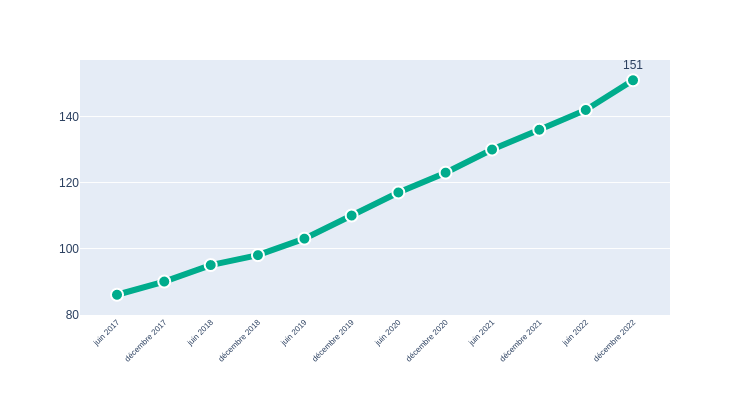 151
140
120
100
80
juin 2017
décembre 2017
juin 2018
décembre 2018
juin 2019
décembre 2019
juin 2020
décembre 2020
juin 2021
décembre 2021
juin 2022
décembre 2022